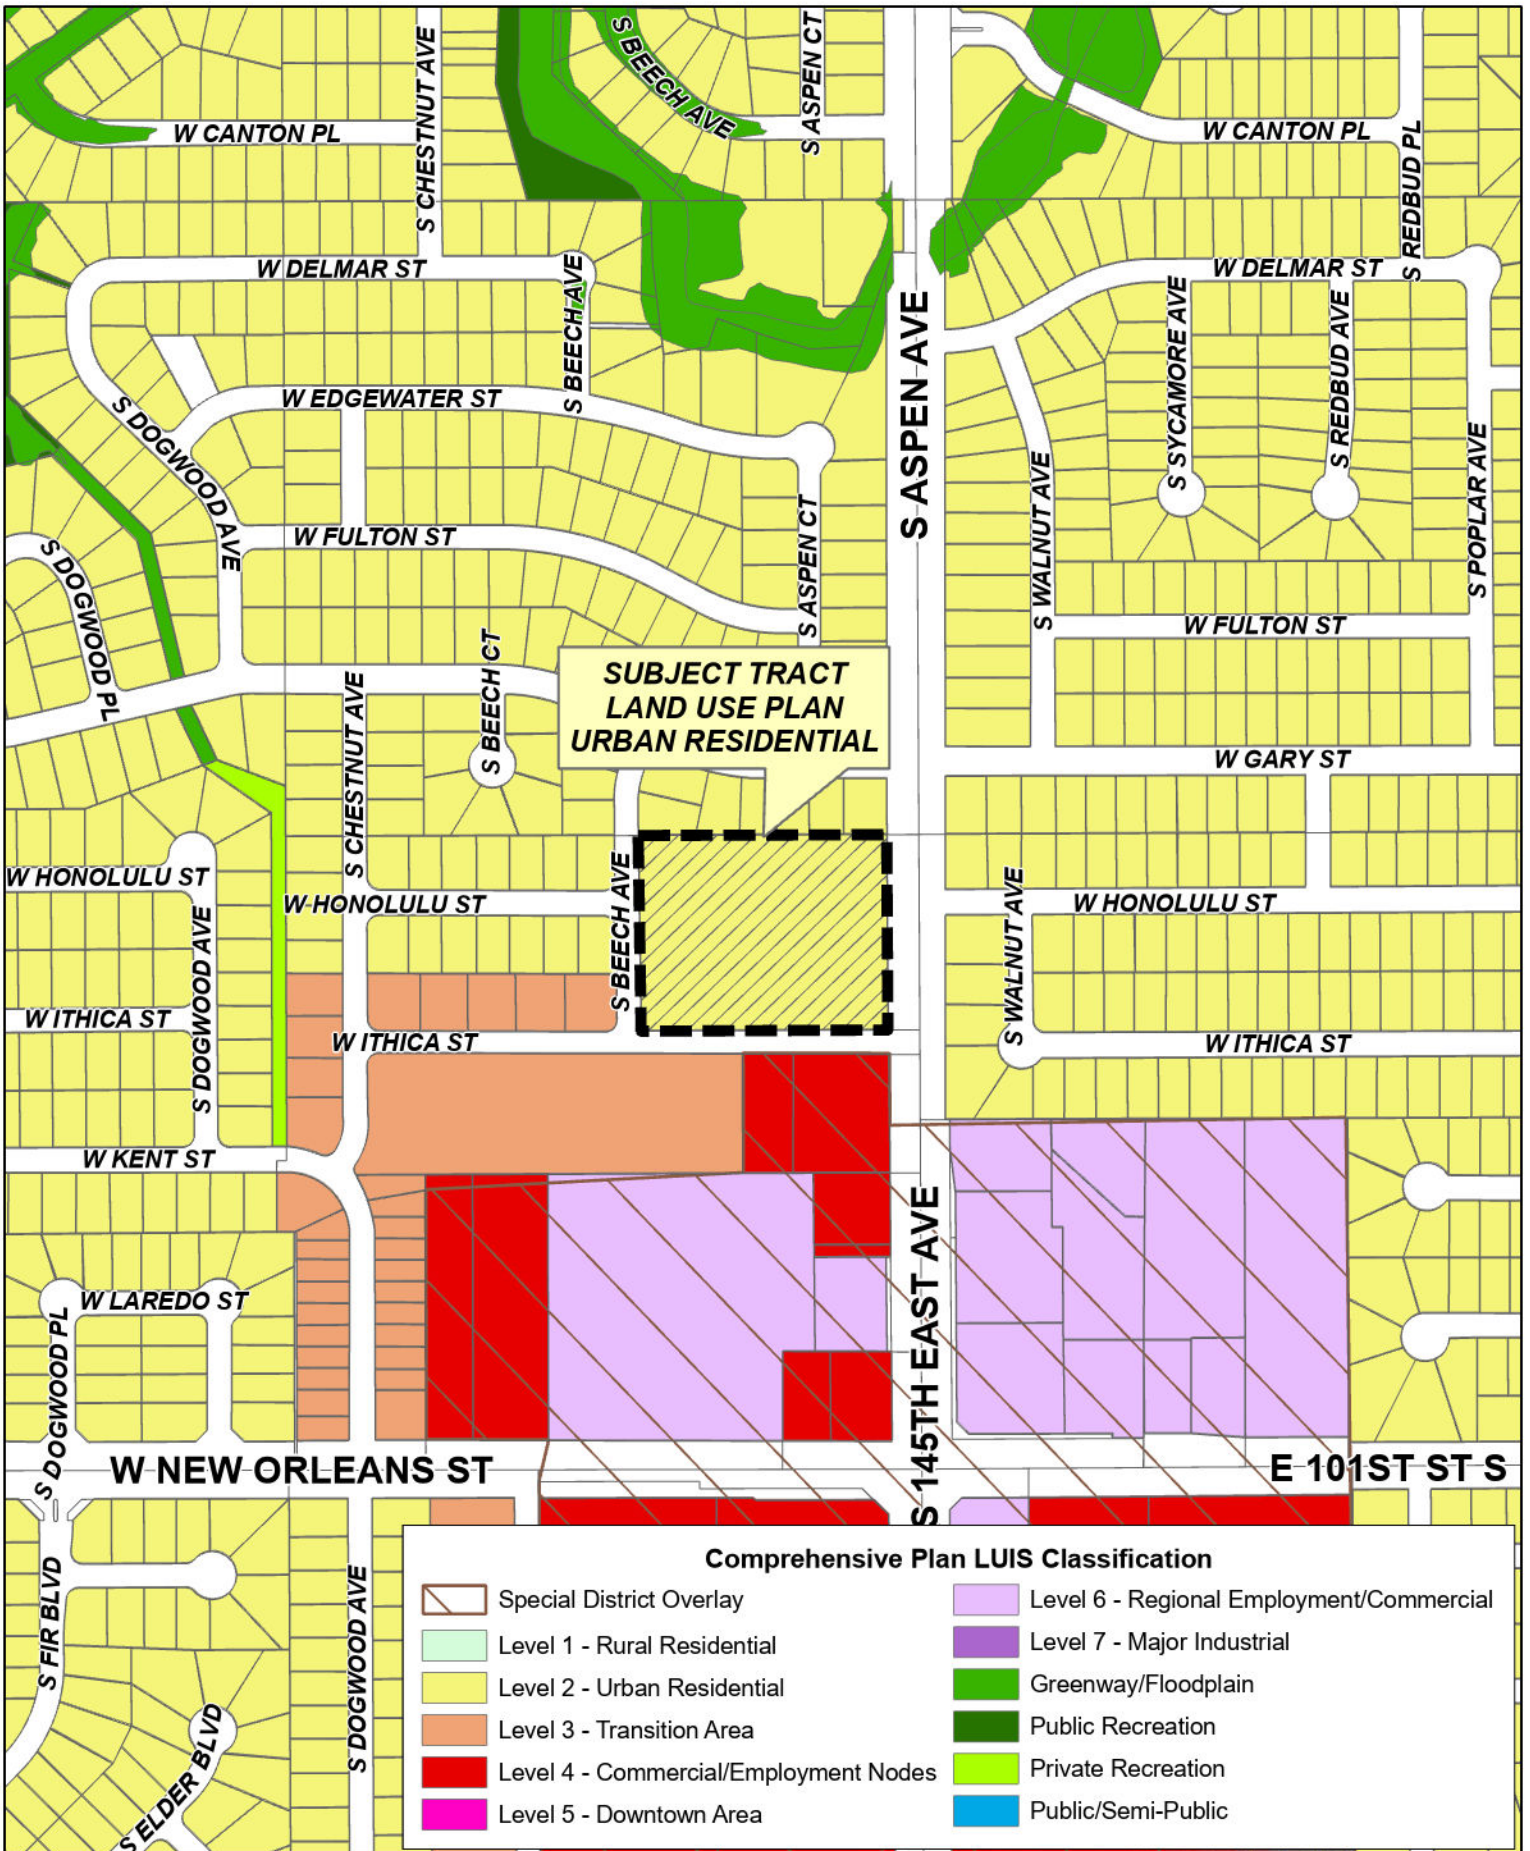 S BEECH AVE
S ASPEN CT
S CHESTNUT AVE
W CANTON PL
W CANTON PL
S REDBUD PL
W DELMAR ST
W DELMAR ST
S BEECH AVE
S ASPEN AVE
S SYCAMORE AVE
S REDBUD AVE
W EDGEWATER ST
S DOGWOOD AVE
S POPLAR AVE
S WALNUT AVE
S ASPEN CT
W FULTON ST
S DOGWOOD PL
W FULTON ST
S BEECH CT
SUBJECT TRACT
LAND USE PLAN
URBAN RESIDENTIAL
S CHESTNUT AVE
W GARY ST
W HONOLULU ST
W HONOLULU ST
W HONOLULU ST
S BEECH AVE
S WALNUT AVE
S DOGWOOD AVE
W ITHICA ST
W ITHICA ST
W ITHICA ST
W KENT ST
S 145TH EAST AVE
W LAREDO ST
S DOGWOOD PL
W NEW ORLEANS ST
E 101ST ST S
S FIR BLVD
S DOGWOOD AVE
S ELDER BLVD
Comprehensive Plan LUIS Classification
Special District Overlay
Level 1 - Rural Residential
Level 2 - Urban Residential
Level 3 - Transition Area
Level 4 - Commercial/Employment Nodes
Level 5 - Downtown Area
Level 6 - Regional Employment/Commercial
Level 7 - Major Industrial
Greenway/Floodplain
Public Recreation
Private Recreation
Public/Semi-Public